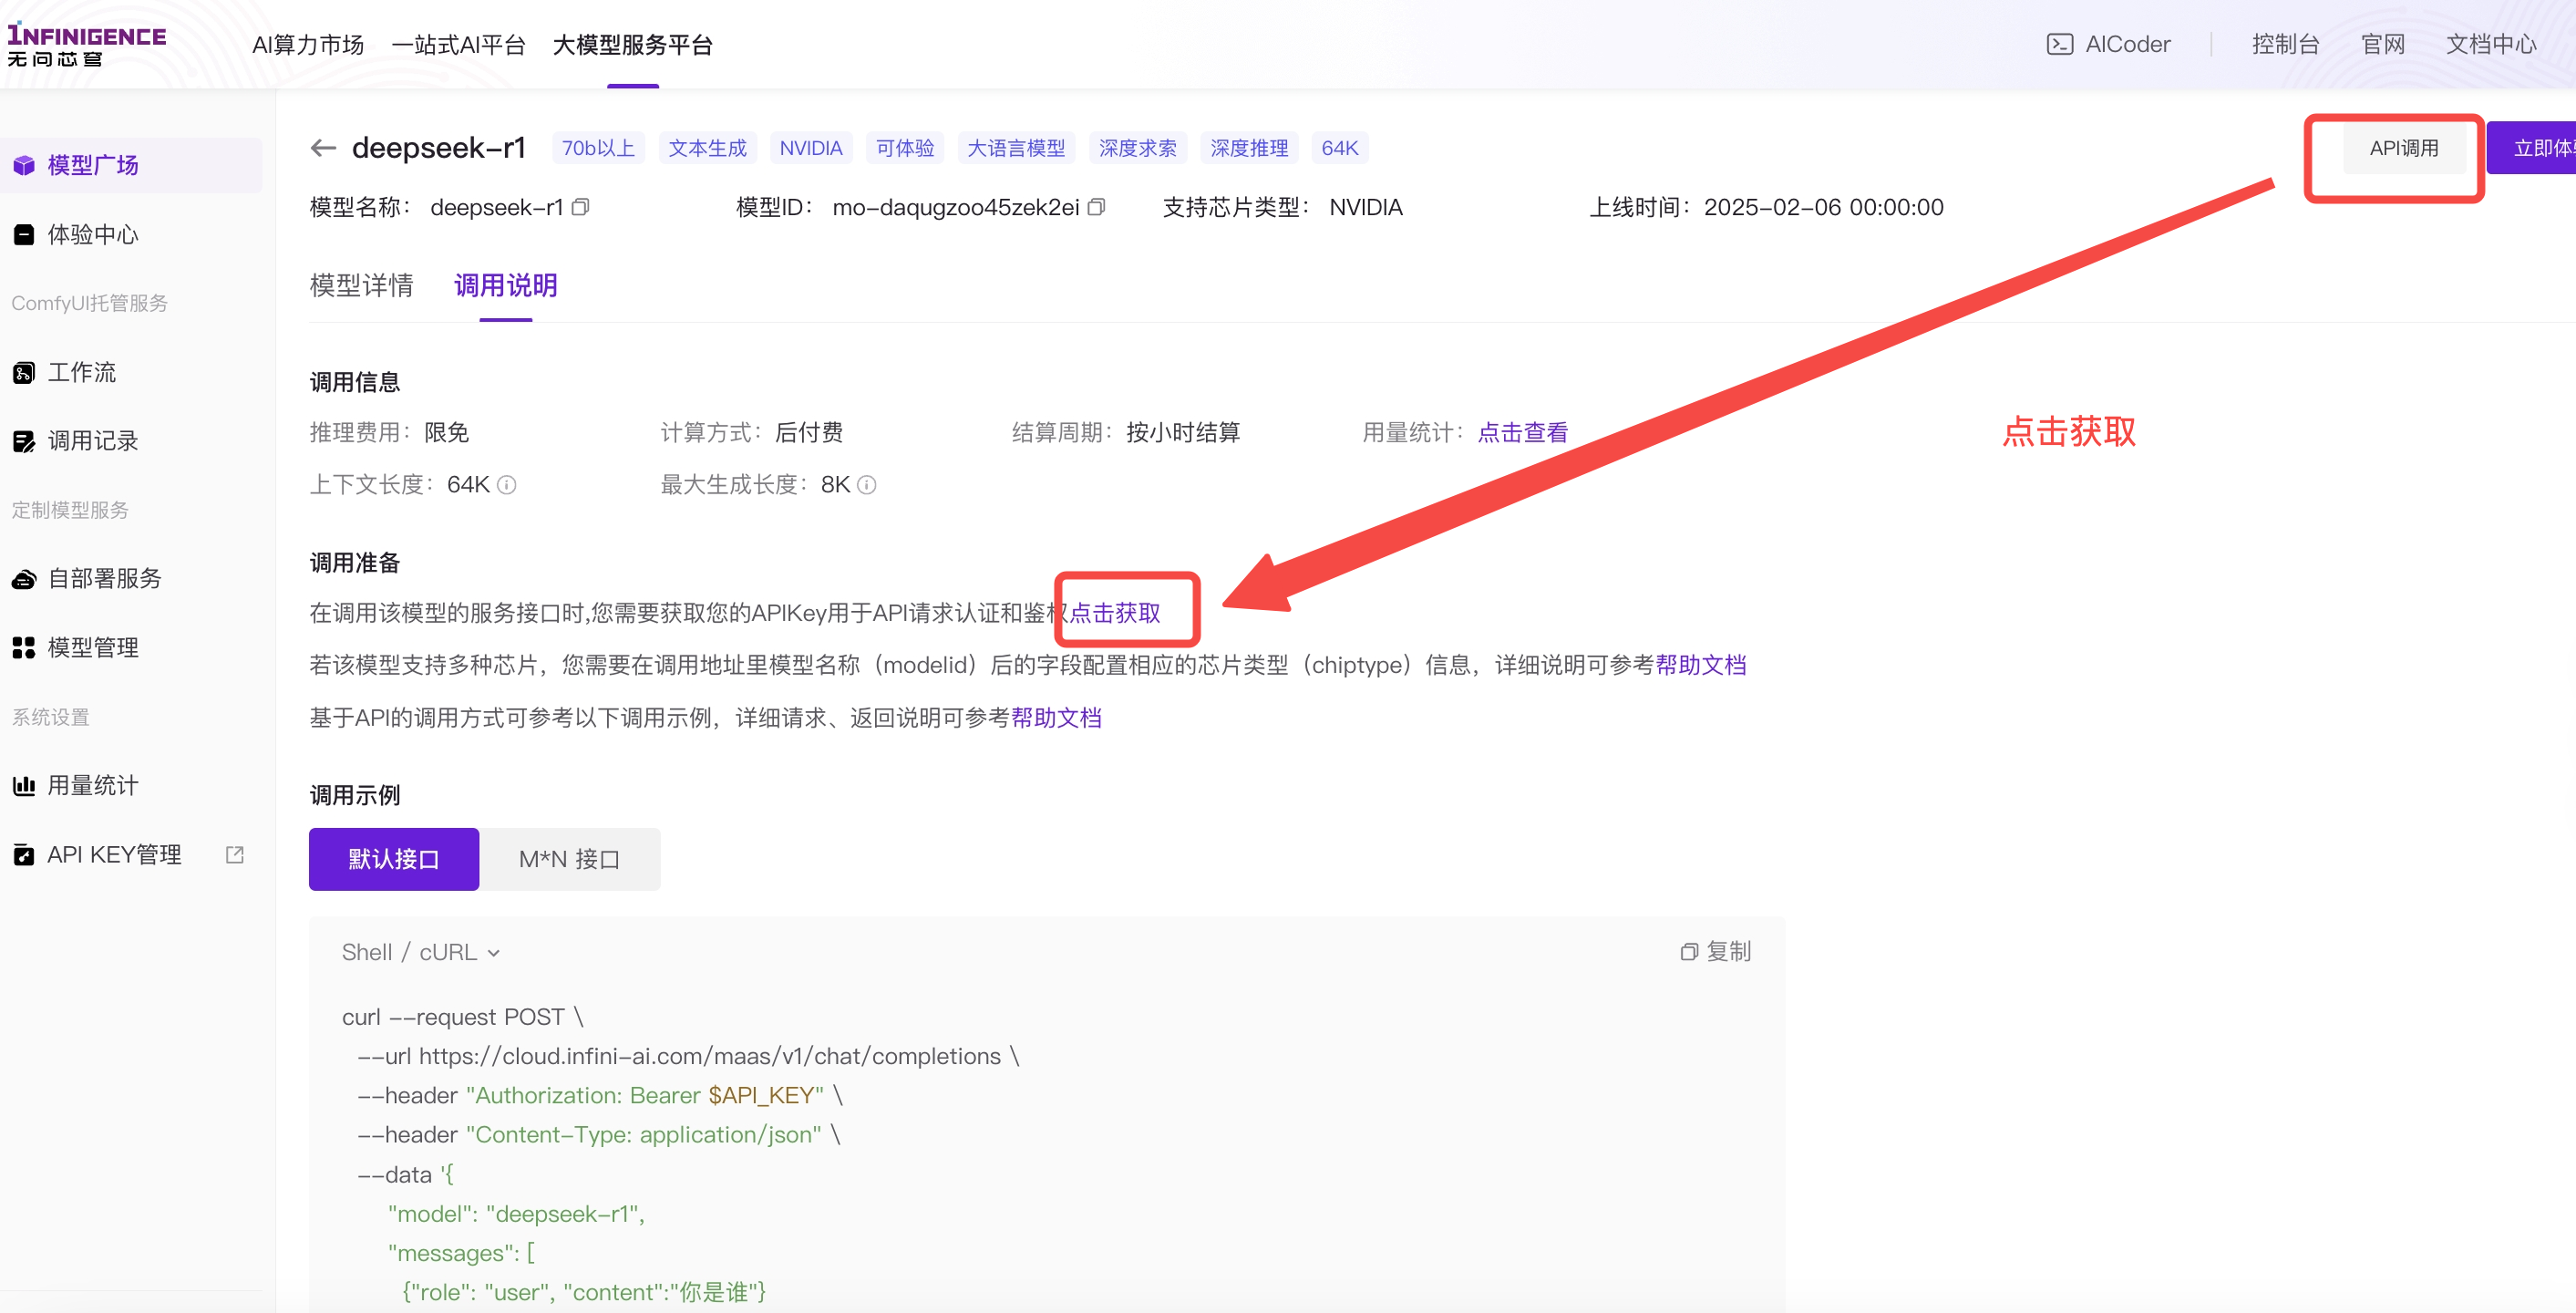 INFINIGENCE
无问芯穹
AI算力市场 一站式AI平台 大模型服务平台
AICoder 控制台 官网 文档中心
模型广场
体验中心
ComfyUI托管服务
工作流
调用记录
定制模型服务
自部署服务
模型管理
系统设置
用量统计
API KEY管理
deepseek-r1 70b以上 文本生成 NVIDIA 可体验 大语言模型 深度求索 深度推理 64K
API调用 立即体
模型名称： deepseek-r1 模型ID： mo-daqugzoo45zek2ei 支持芯片类型： NVIDIA 上线时间：2025-02-06 00:00:00
模型详情 调用说明
调用信息
推理费用：限免 计算方式：后付费 结算周期：按小时结算 用量统计：点击查看
点击获取
上下文长度：64K 最大生成长度：8K
调用准备
在调用该模型的服务接口时,您需要获取您的APIKey用于API请求认证和鉴权点击获取
若该模型支持多种芯片，您需要在调用地址里模型名称（modelid）后的字段配置相应的芯片类型（chiptype）信息，详细说明可参考帮助文档
基于API的调用方式可参考以下调用示例，详细请求、返回说明可参考帮助文档
调用示例
默认接口 M*N 接口
Shell / cURL 复制
curl --request POST \
--url https://cloud.infini-ai.com/maas/v1/chat/completions \
--header "Authorization: Bearer $API_KEY" \
--header "Content-Type: application/json" \
--data '{
"model": "deepseek-r1",
"messages": [
{"role": "user", "content":"你是谁"}